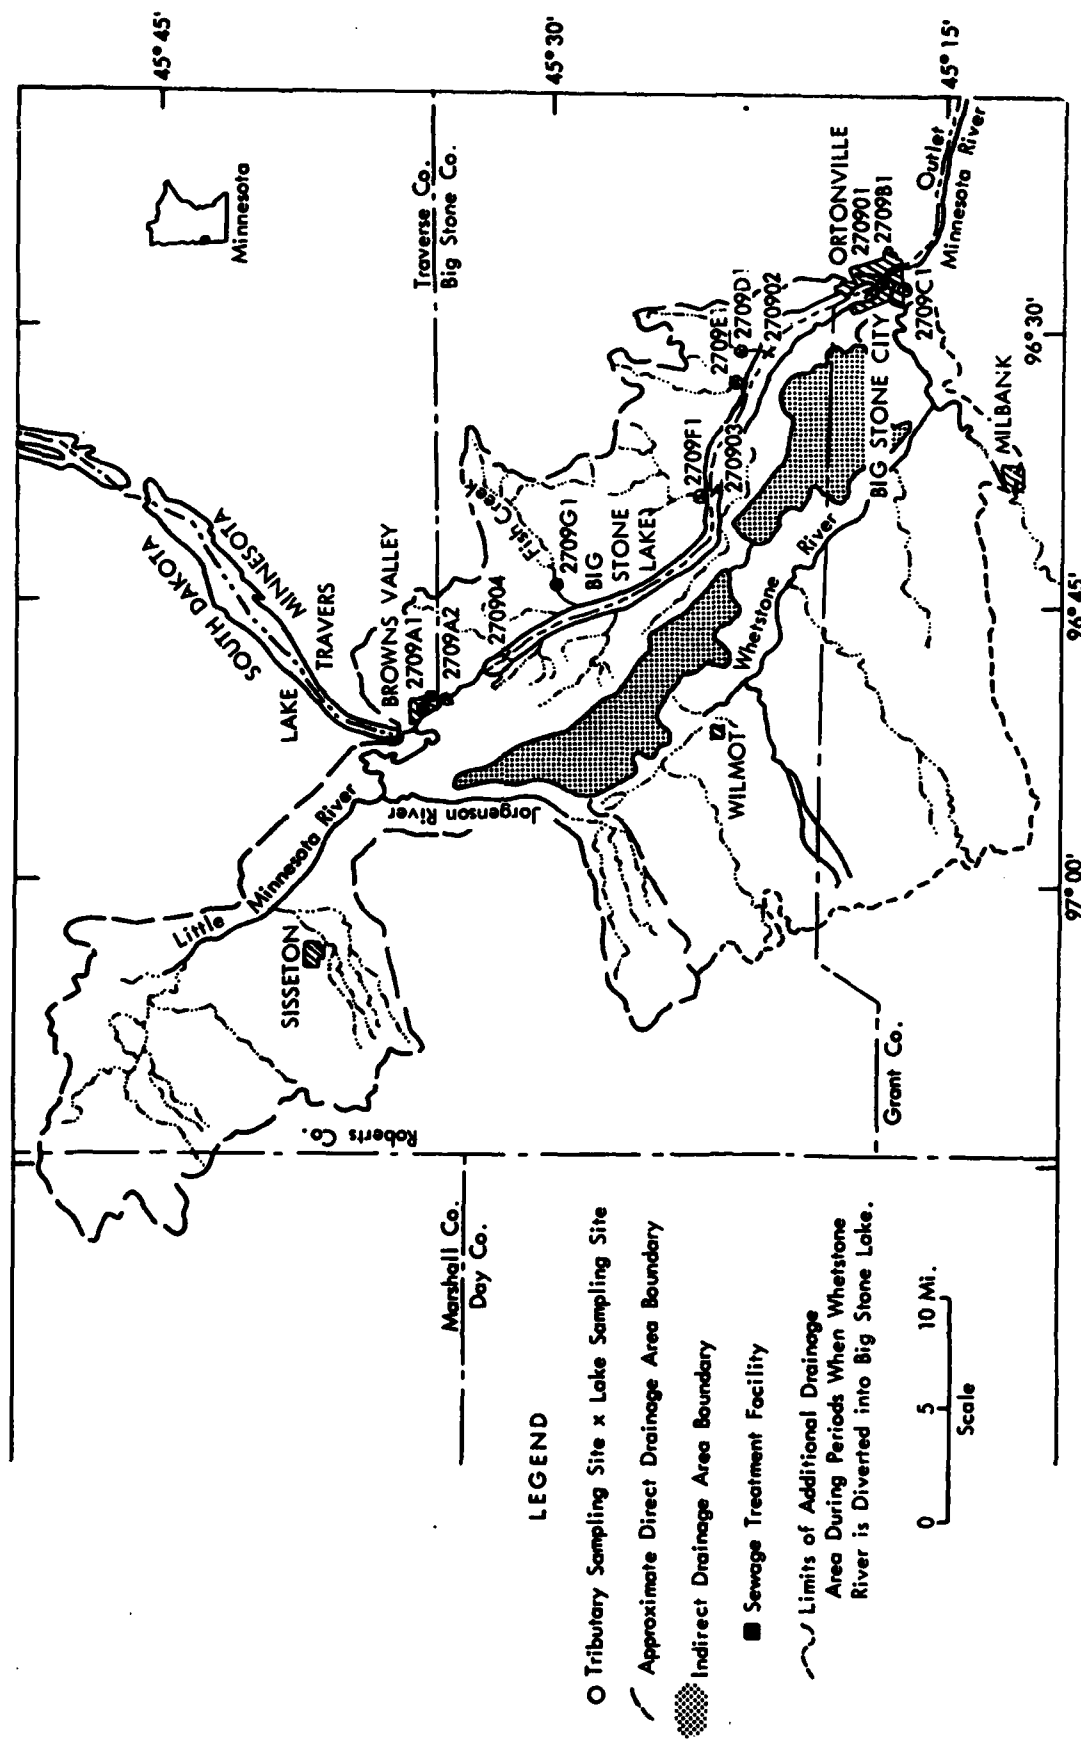 45° 45'
45° 30'
45° 15'
Minnesota
Traverse Co.
Big Stone Co.
ORTONVILLE
270901
2709B1
Outlet
Minnesota River
2709C1
96° 30'
2709E1
2709D1
270902
BIG STONE CITY
MILBANK
2709F1
270903
Fish Creek
2709G1
BIG
STONE
LAKE
SOUTH DAKOTA
MINNESOTA
LAKE
TRAVERS
BROWNS VALLEY
2709A1
2709A2
270904
Whetstone
River
96° 45'
WILMOT
Little
Minnesota River
Jorgenson River
97° 00'
SISSETON
Roberts Co.
Grant Co.
Marshall Co.
Day Co.
LEGEND
O Tributary Sampling Site x Lake Sampling Site
Approximate Direct Drainage Area Boundary
Indirect Drainage Area Boundary
Sewage Treatment Facility
Limits of Additional Drainage
Area During Periods When Whetstone
River is Diverted into Big Stone Lake.
0 5 10 Mi.
Scale